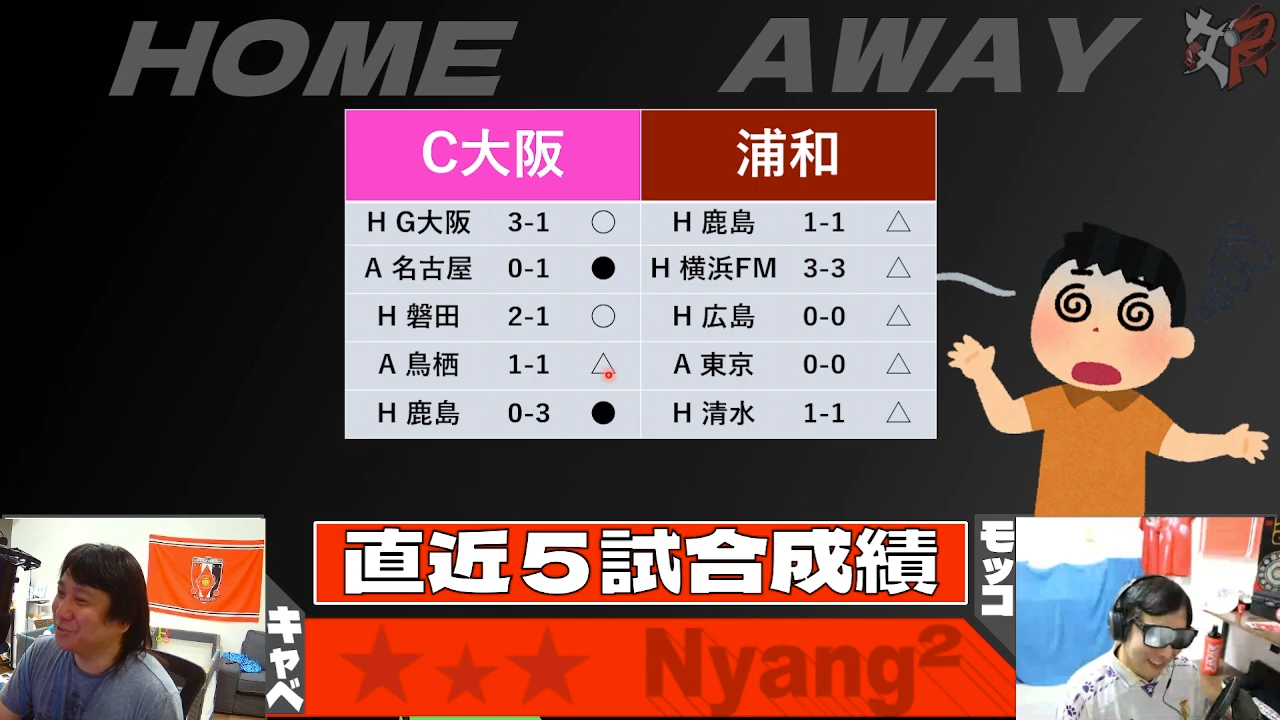 HOME AWAY
C大阪 浦和
H G大阪 3-1 ○ H 鹿島 1-1 △
A 名古屋 0-1 ● H 横浜FM 3-3 △
H 磐田 2-1 ○ H 広島 0-0 △
A 鳥栖 1-1 △ A 東京 0-0 △
H 鹿島 0-3 ● H 清水 1-1 △
直近5試合成績
キャベ
モッコ
★★★ Nyang²